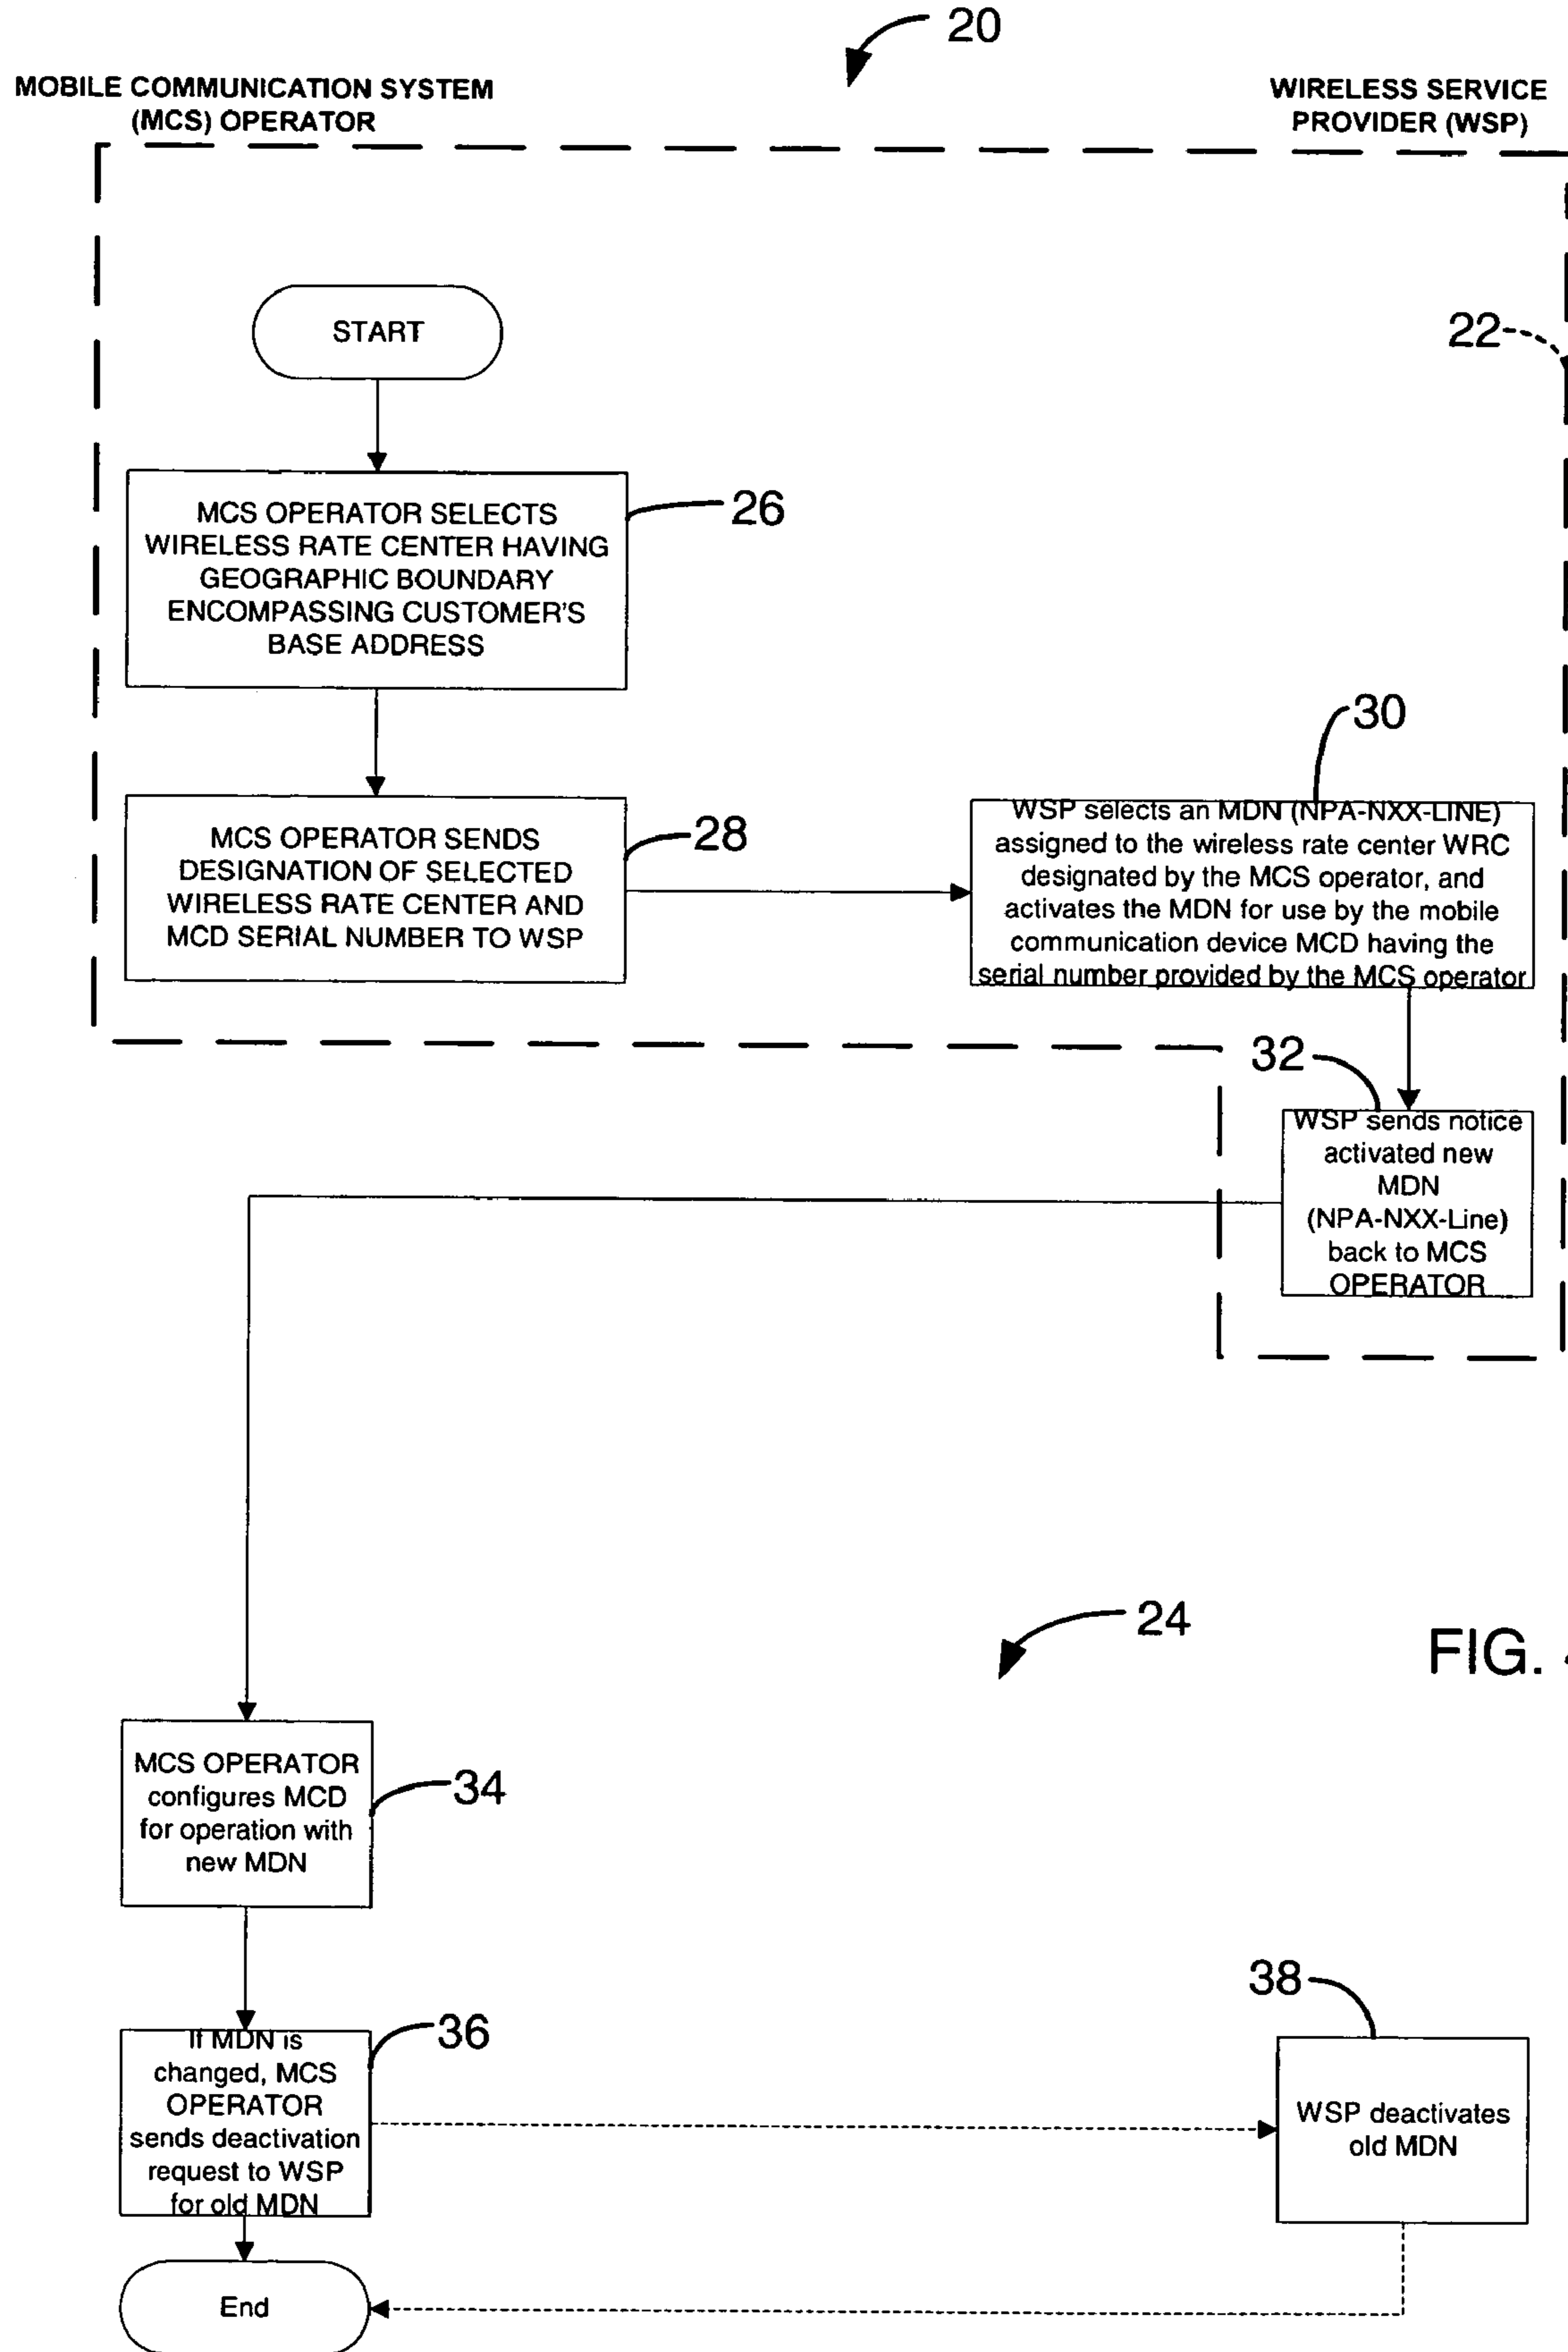 20
MOBILE COMMUNICATION SYSTEM
(MCS) OPERATOR
WIRELESS SERVICE
PROVIDER (WSP)
START
22
MCS OPERATOR SELECTS
WIRELESS RATE CENTER HAVING
GEOGRAPHIC BOUNDARY
ENCOMPASSING CUSTOMER'S
BASE ADDRESS
26
30
MCS OPERATOR SENDS
DESIGNATION OF SELECTED
WIRELESS RATE CENTER AND
MCD SERIAL NUMBER TO WSP
28
WSP selects an MDN (NPA-NXX-LINE)
assigned to the wireless rate center WRC
designated by the MCS operator, and
activates the MDN for use by the mobile
communication device MCD having the
serial number provided by the MCS operator
32
WSP sends notice
activated new
MDN
(NPA-NXX-Line)
back to MCS
OPERATOR
24
FIG.
MCS OPERATOR
configures MCD
for operation with
new MDN
34
38
If MDN is
changed, MCS
OPERATOR
sends deactivation
request to WSP
for old MDN
36
WSP deactivates
old MDN
End